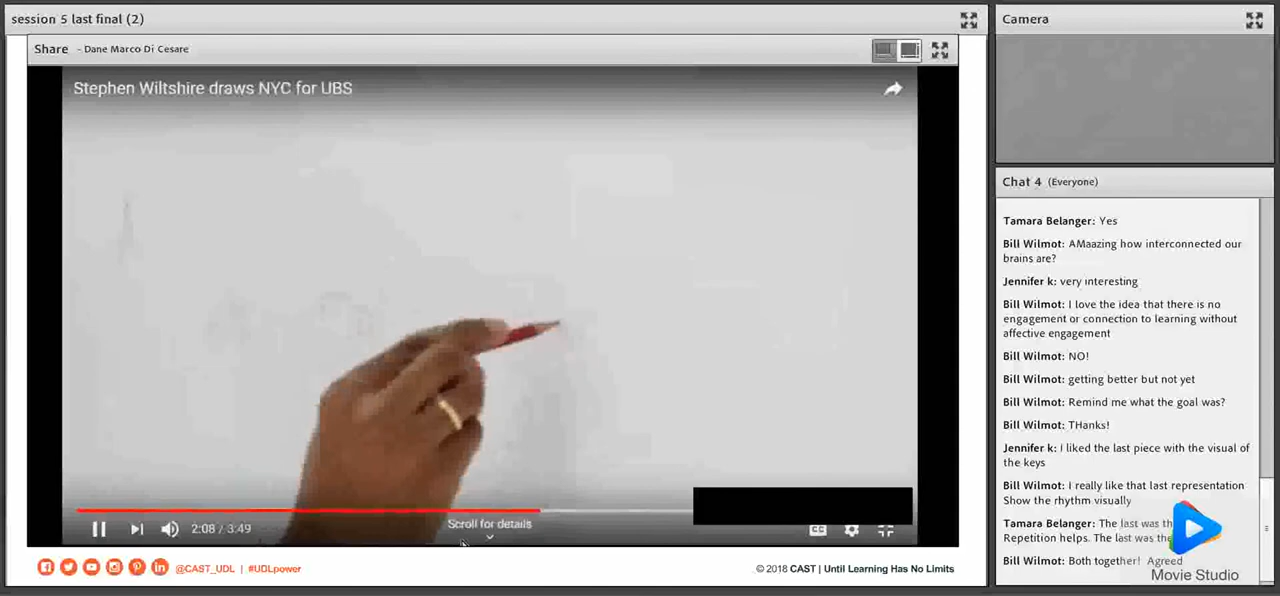 session 5 last final (2)
Share - Dane Marco Di Cesare
Stephen Wiltshire draws NYC for UBS
2:08 / 3:49
Scroll for details
CC
@CAST_UDL | #UDLpower
© 2018 CAST | Until Learning Has No Limits
Camera
Chat 4 (Everyone)
Tamara Belanger: Yes
Bill Wilmot: AMaazing how interconnected our
brains are?
Jennifer k: very interesting
Bill Wilmot: I love the idea that there is no
engagement or connection to learning without
affective engagement
Bill Wilmot: NO!
Bill Wilmot: getting better but not yet
Bill Wilmot: Remind me what the goal was?
Bill Wilmot: THanks!
Jennifer k: I liked the last piece with the visual of
the keys
Bill Wilmot: I really like that last representation
Show the rhythm visually
Tamara Belanger: The last was th
Repetition helps. The last was the
Bill Wilmot: Both together! Agreed
Movie Studio